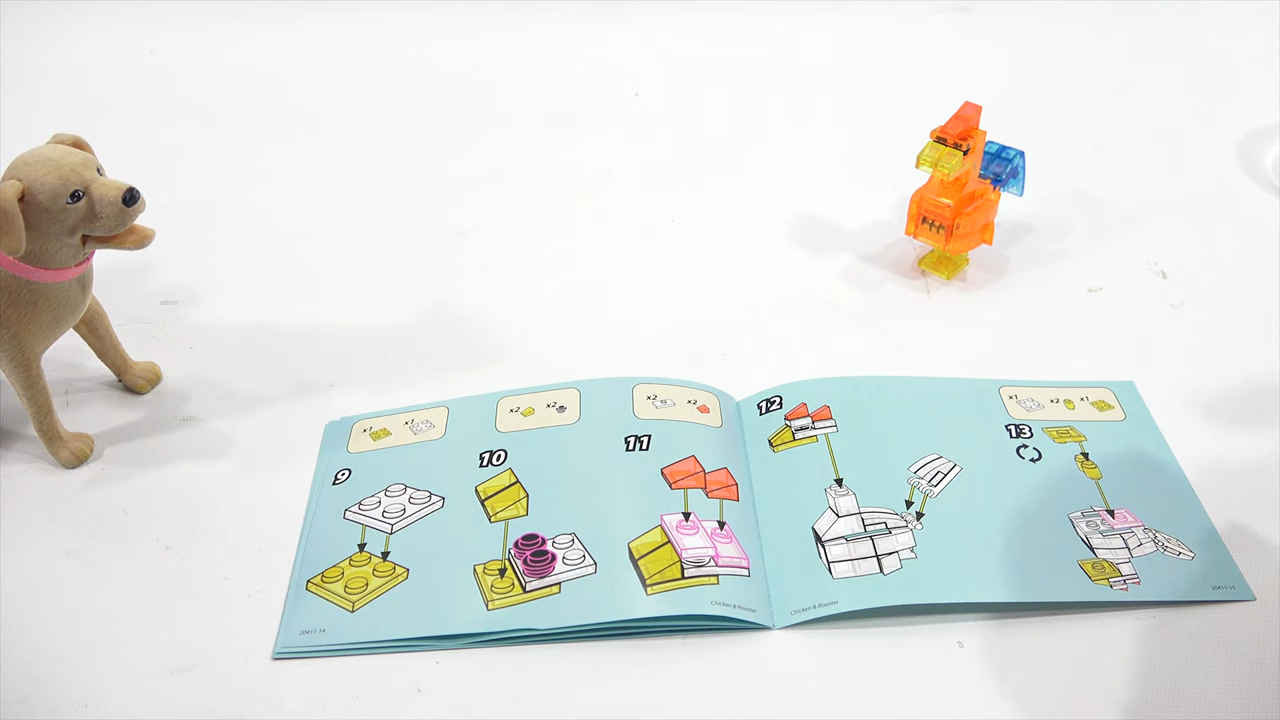 x1 x1
9
20411-14
x2 x2
10
x2 x2
11
Chicken & Rooster
12
Chicken & Rooster
x1 x2 x1
13
20411-15